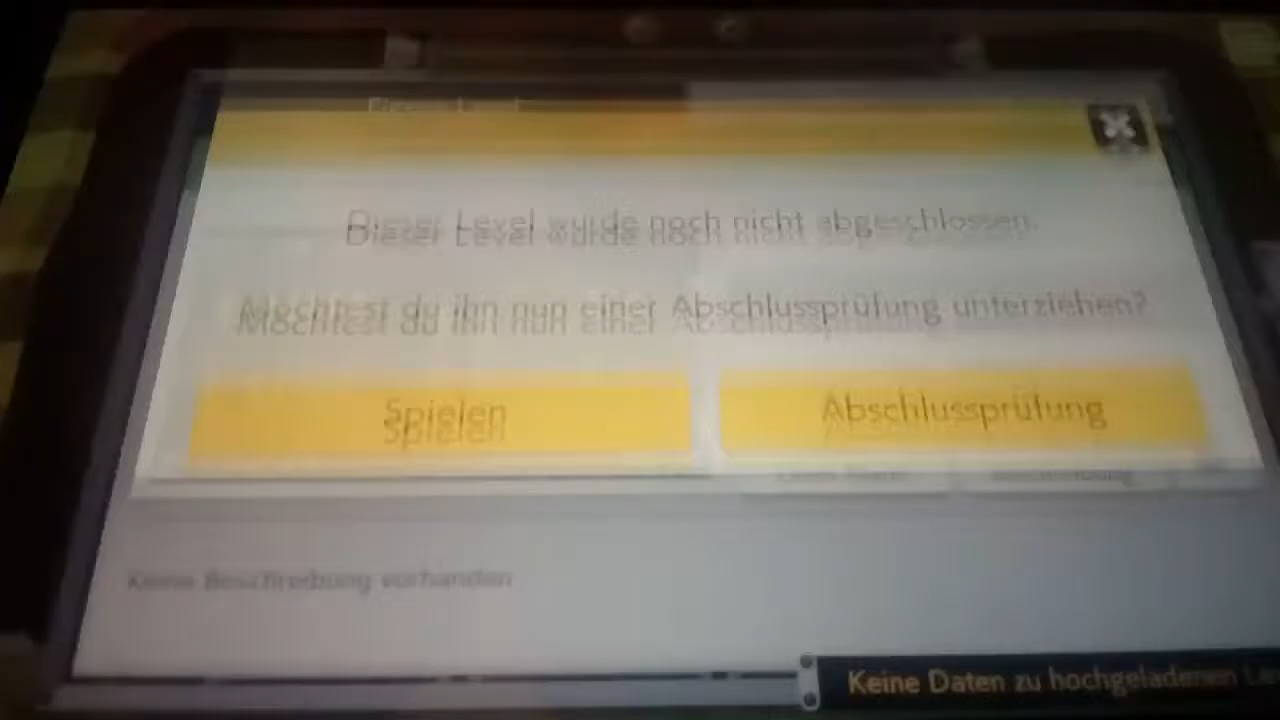 Dieser Level wurde noch nicht abgeschlossen.
Möchtest du ihn nun einer Abschlussprüfung unterziehen?
Spielen
Abschlussprüfung
Keine Beschreibung vorhanden
Keine Daten zu hochgeladenen